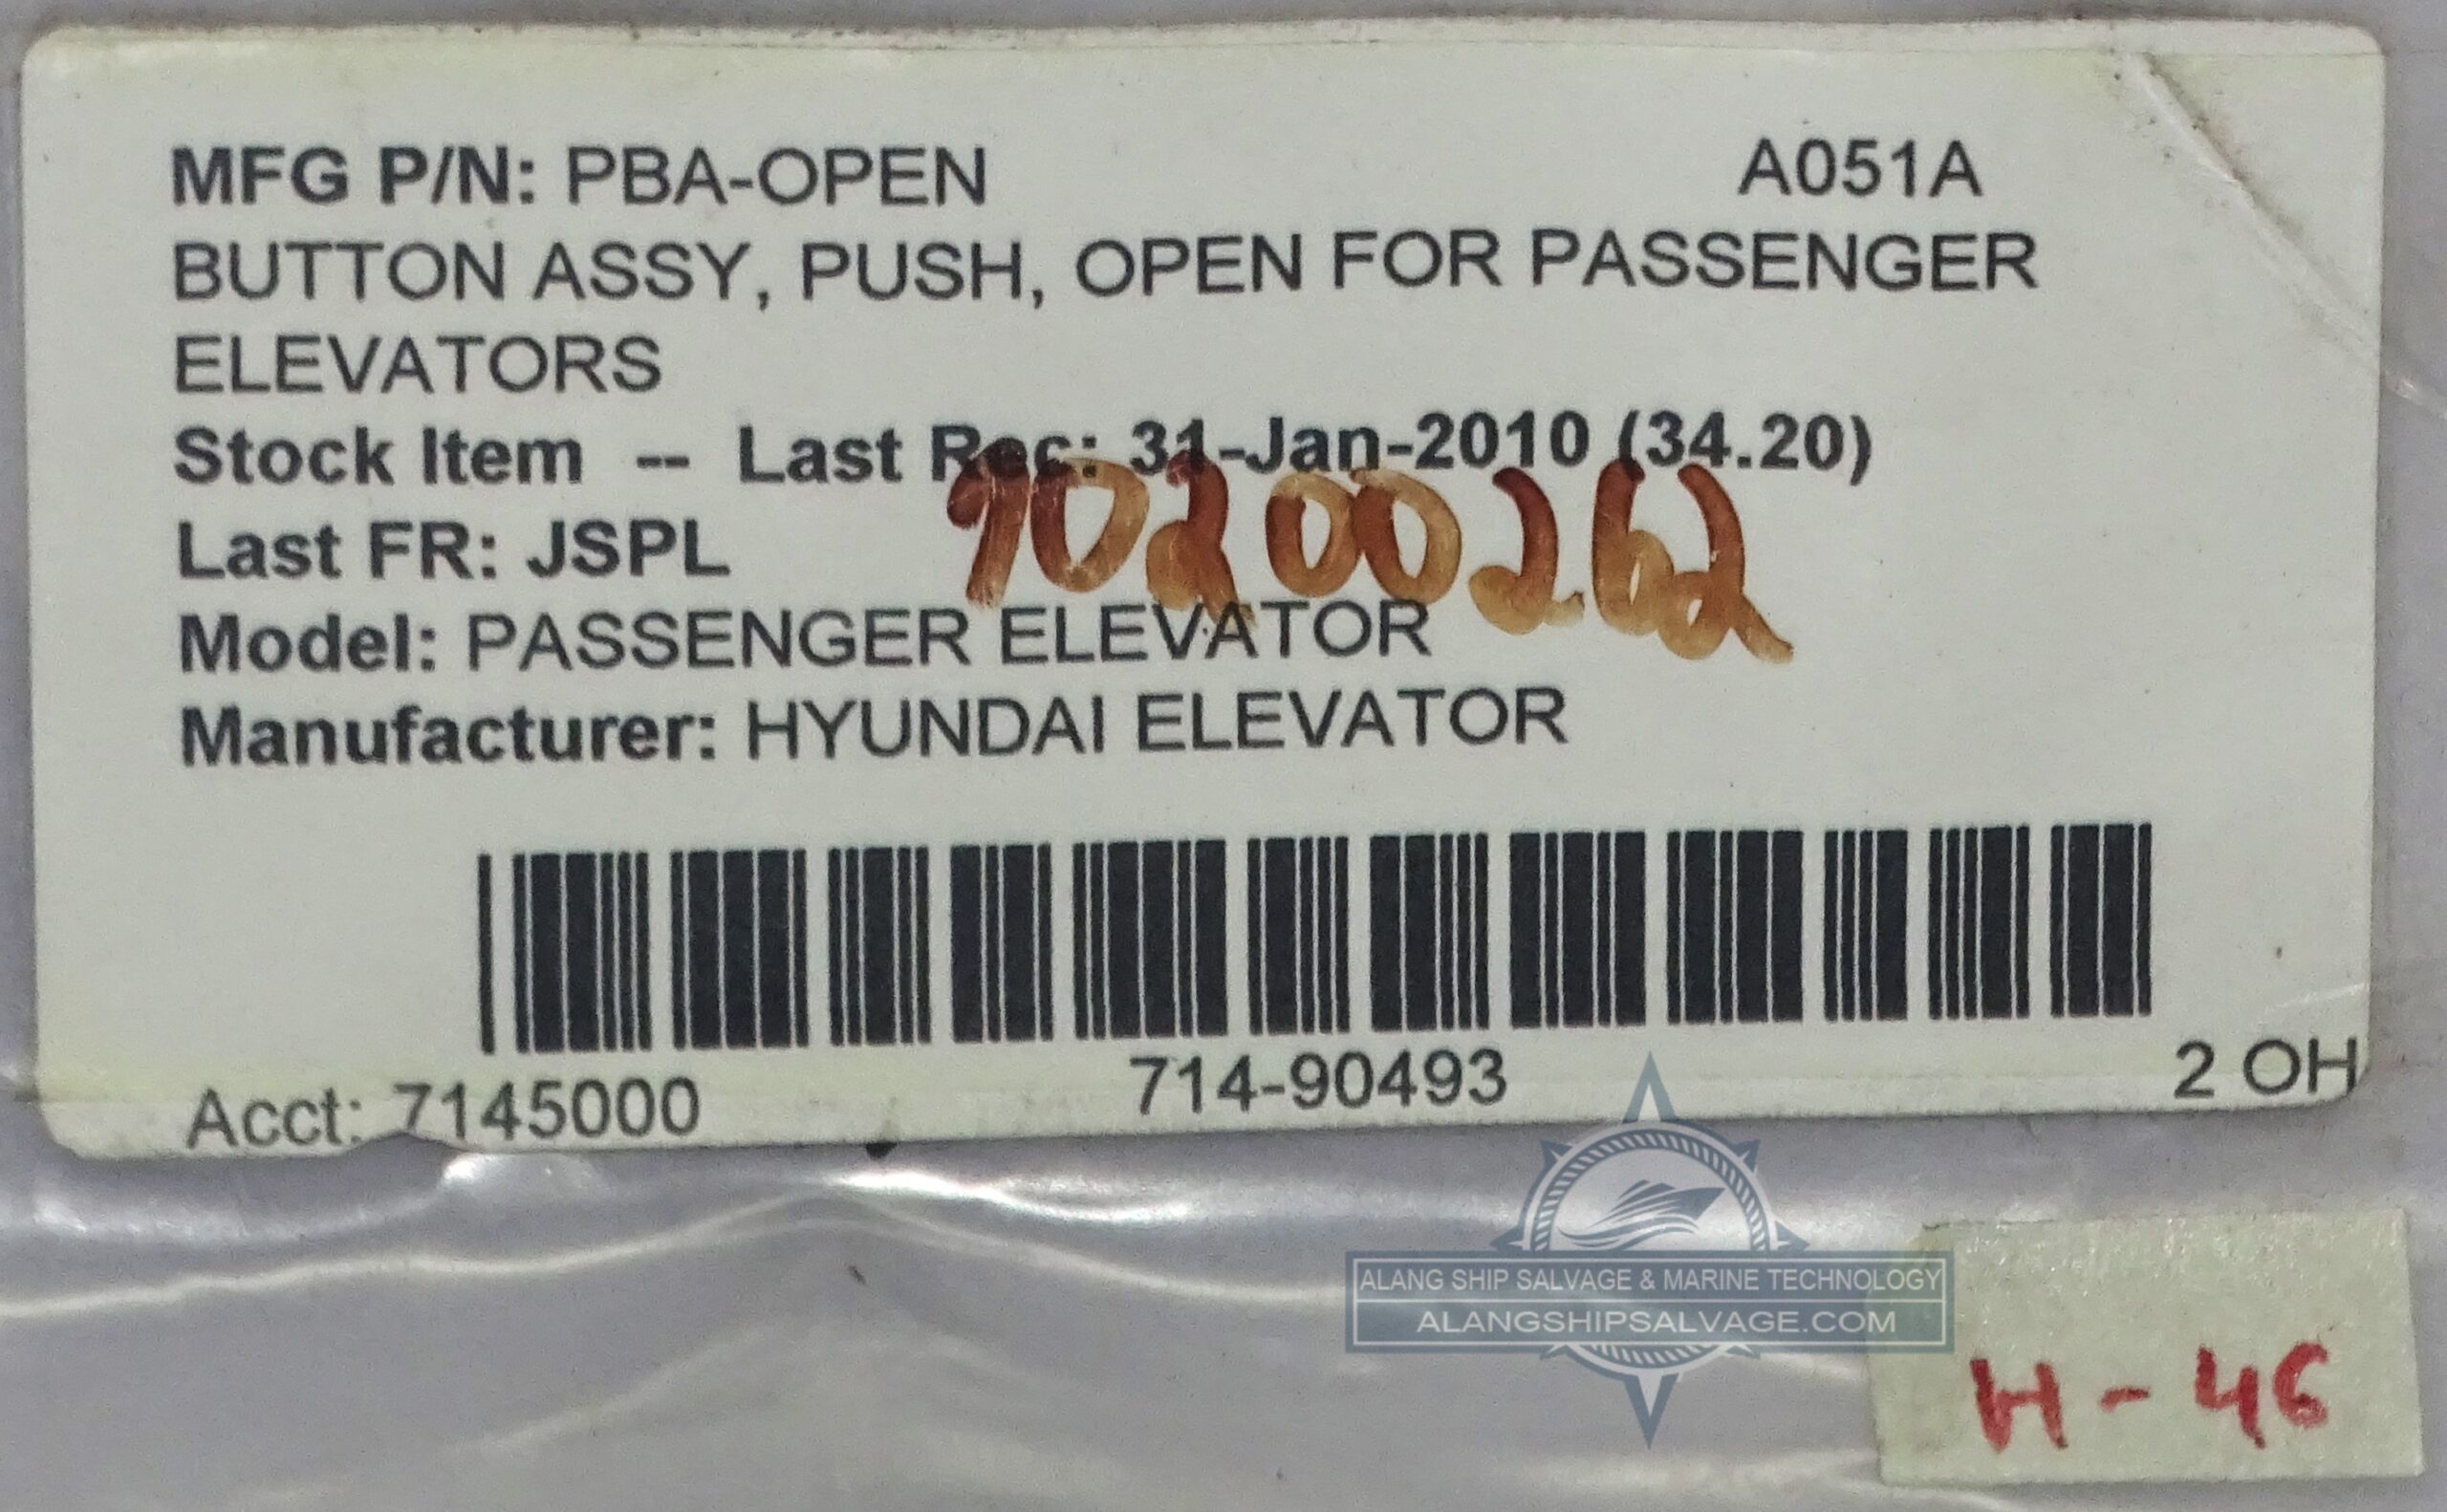 MFG P/N: PBA-OPEN A051A
BUTTON ASSY, PUSH, OPEN FOR PASSENGER
ELEVATORS
Stock Item -- Last Rec: 31-Jan-2010 (34.20)
90200262
Last FR: JSPL
Model: PASSENGER ELEVATOR
Manufacturer: HYUNDAI ELEVATOR
714-90493
Acct: 7145000 2 OH
ALANG SHIP SALVAGE & MARINE TECHNOLOGY
ALANGSHIPSALVAGE.COM
H-46